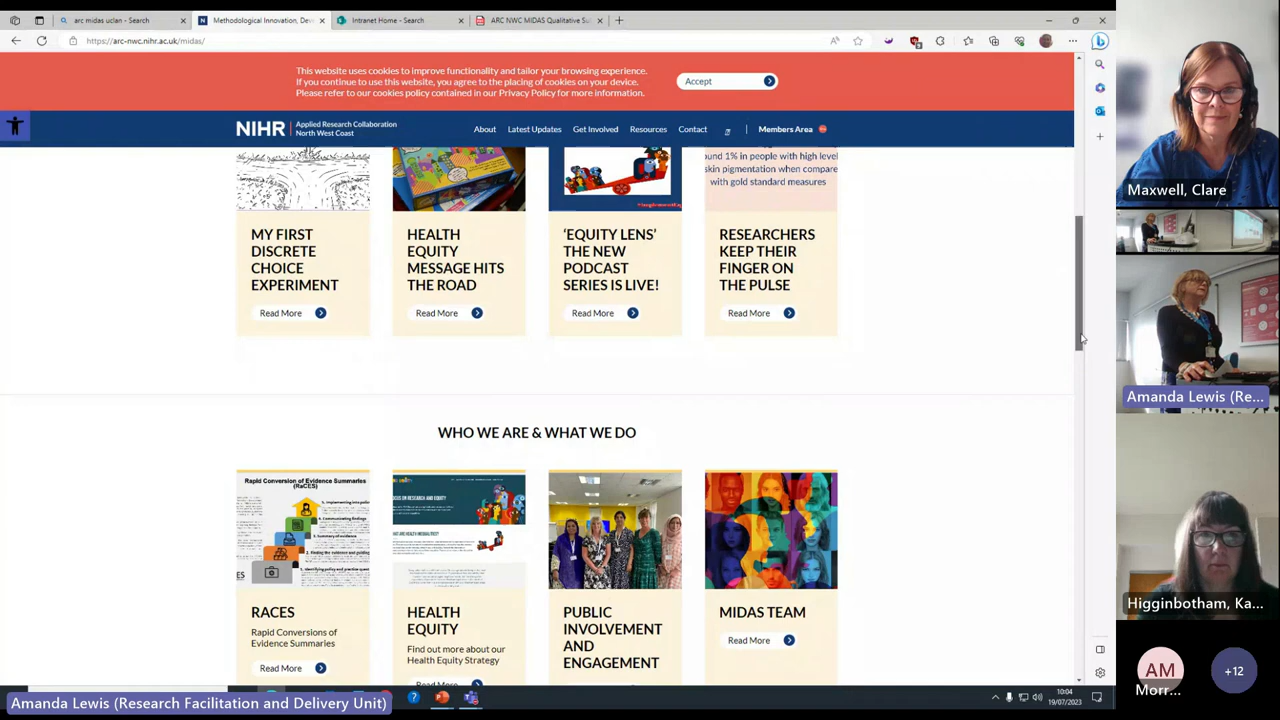 arc midas uclan - Search
Methodological Innovation, Deve
Intranet Home - Search
ARC NWC MIDAS Qualitative Su
https://arc-nwc.nihr.ac.uk/midas/
This website uses cookies to improve functionality and tailor your browsing experience.
If you continue to use this website, you agree to the placing of cookies on your device.
Please refer to our cookies policy contained in our Privacy Policy for more information.
Accept
NIHR | Applied Research Collaboration
North West Coast
About
Latest Updates
Get Involved
Resources
Contact
Members Area
ound 1% in people with high level
skin pigmentation when compare
with gold standard measures
MY FIRST
DISCRETE
CHOICE
EXPERIMENT
Read More
HEALTH
EQUITY
MESSAGE HITS
THE ROAD
Read More
‘EQUITY LENS’
THE NEW
PODCAST
SERIES IS LIVE!
Read More
RESEARCHERS
KEEP THEIR
FINGER ON
THE PULSE
Read More
WHO WE ARE & WHAT WE DO
Rapid Conversion of Evidence Summaries
(RaCES)
RACES
Rapid Conversions of
Evidence Summaries
Read More
HEALTH
EQUITY
Find out more about our
Health Equity Strategy
Read More
PUBLIC
INVOLVEMENT
AND
ENGAGEMENT
MIDAS TEAM
Read More
Maxwell, Clare
Amanda Lewis (Re...
Higginbotham, Ka...
AM
Morr...
+12
10:04
19/07/2023
Amanda Lewis (Research Facilitation and Delivery Unit)